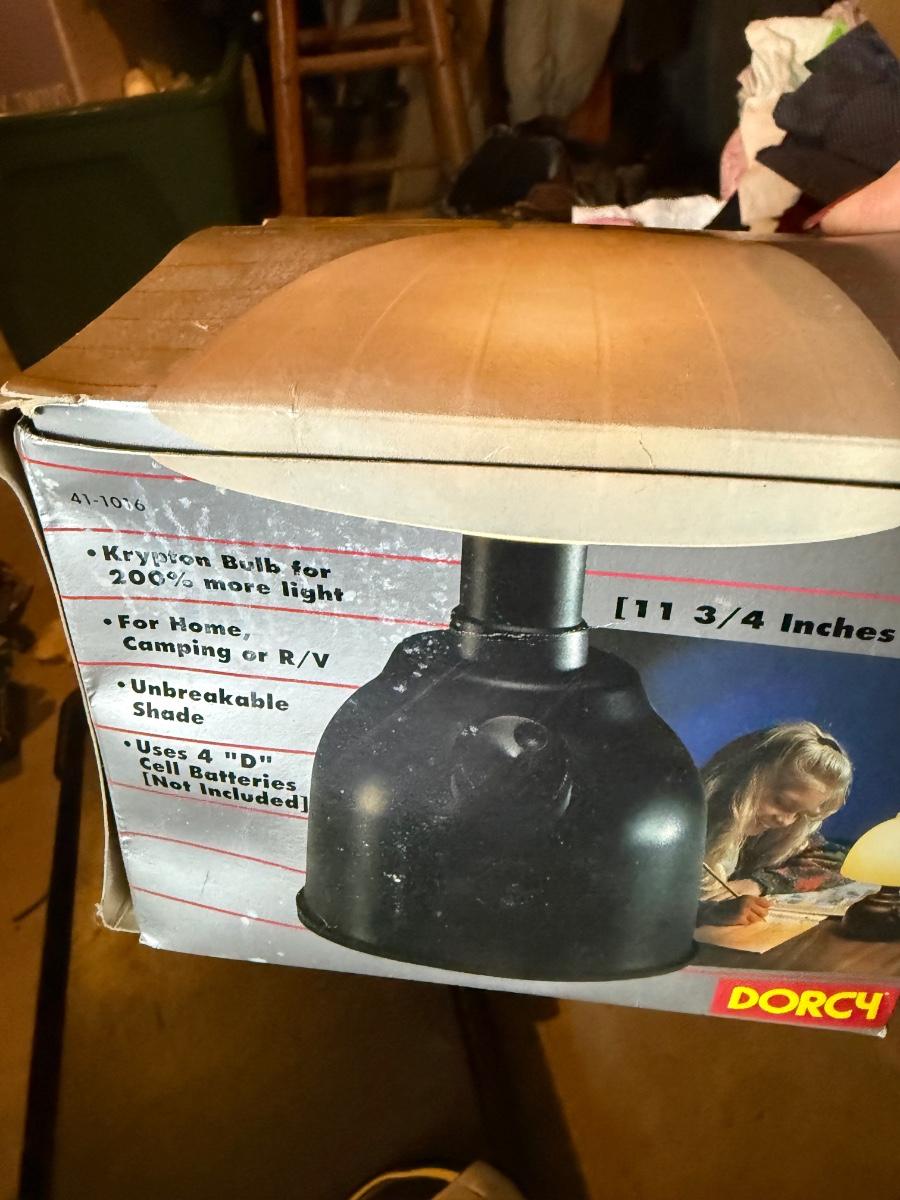 41-1016
• Krypton Bulb for
200% more light
• For Home,
Camping or R/V
• Unbreakable
Shade
• Uses 4 "D"
Cell Batteries
[Not Included]
[11 3/4 Inches
DORCY